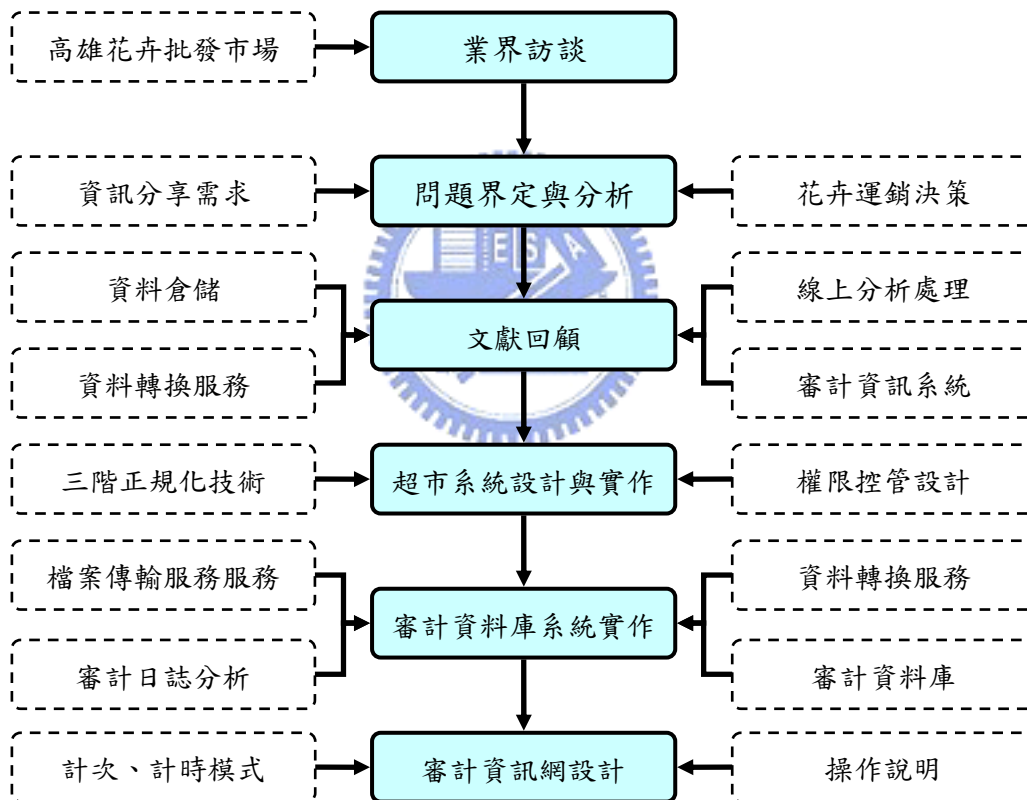 高雄花卉批發市場
業界訪談
資訊分享需求
問題界定與分析
花卉運銷決策
E S A
資料倉儲
線上分析處理
文獻回顧
資料轉換服務
審計資訊系統
三階正規化技術
超市系統設計與實作
權限控管設計
檔案傳輸服務服務
資料轉換服務
審計資料庫系統實作
審計日誌分析
審計資料庫
計次、計時模式
審計資訊網設計
操作說明